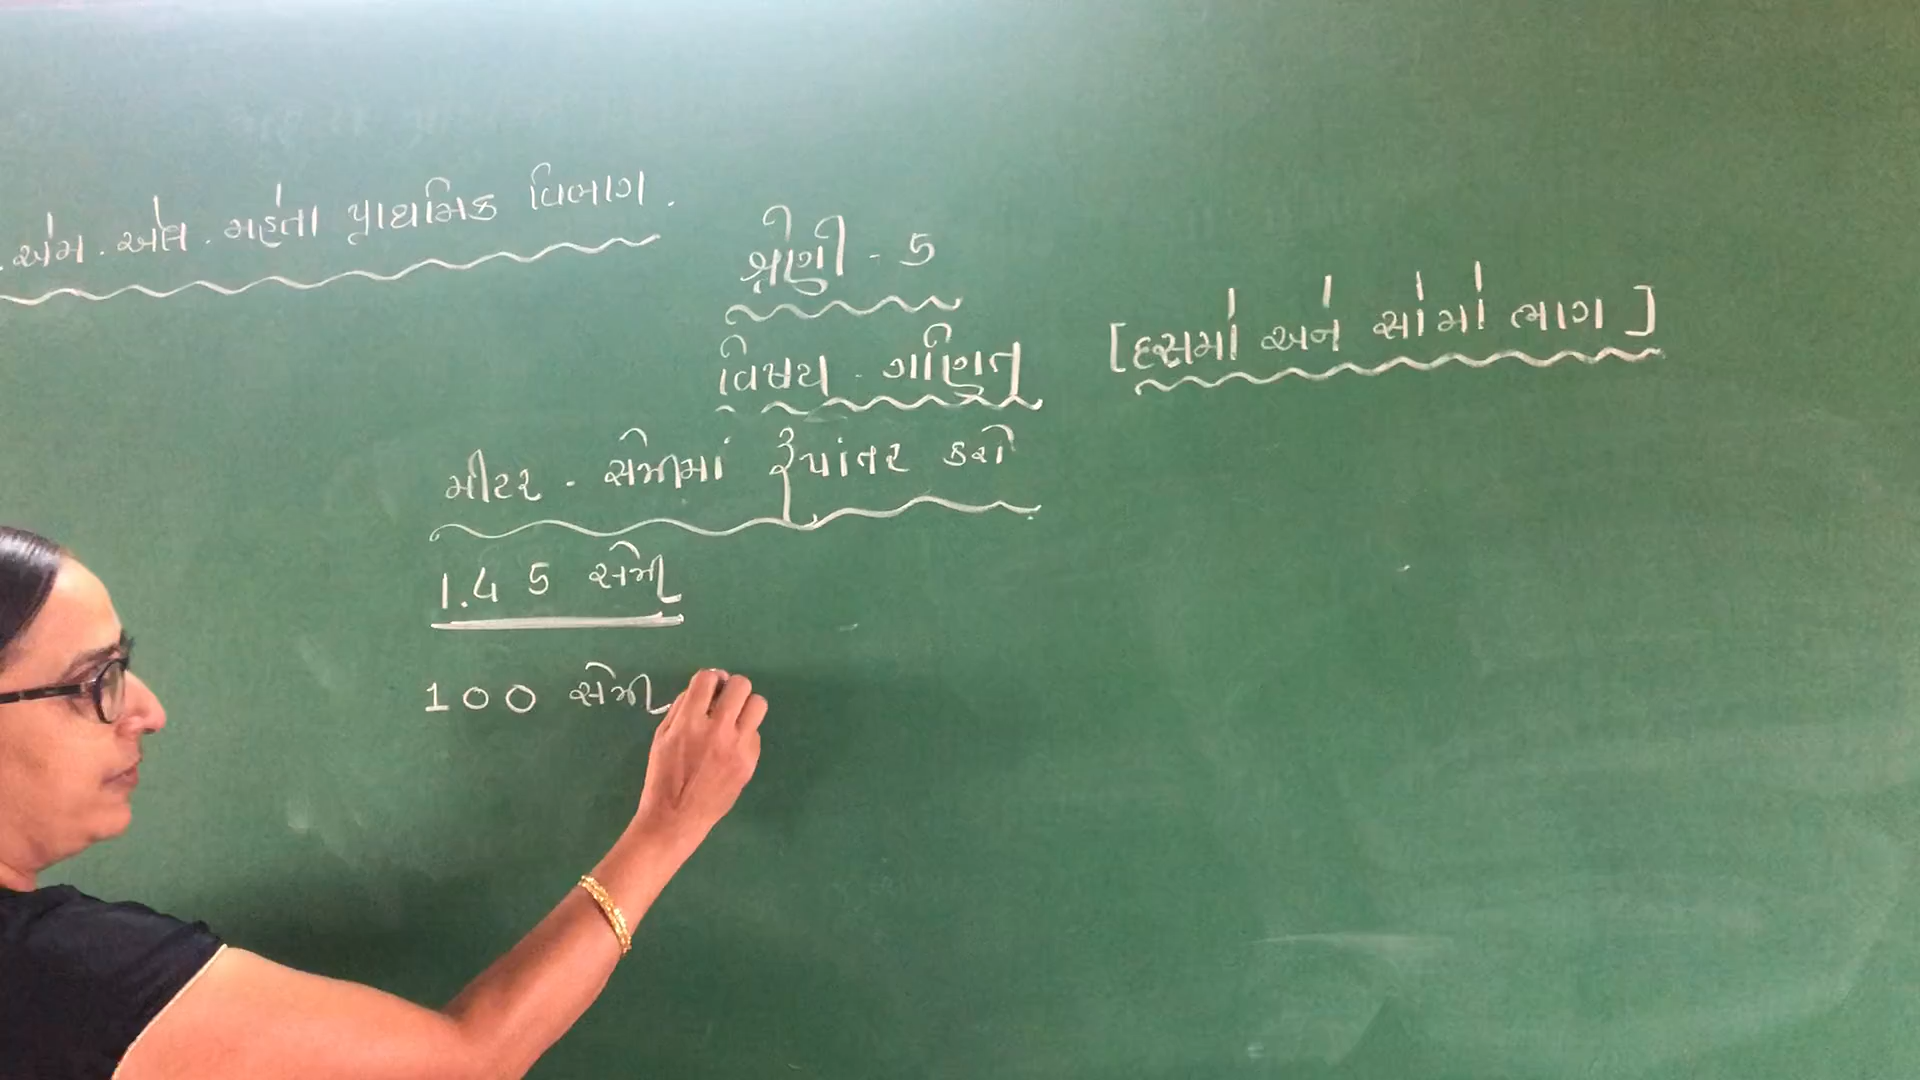 .એમ.એલ.મહેતા પ્રાથમિક વિભાગ.
શ્રેણી - 5
વિષય - ગણિત
[દસમો અને સોમો ભાગ]
મીટર - સેમીમાં રૂપાંતર કરો
1.45 સેમી
100 સેમી